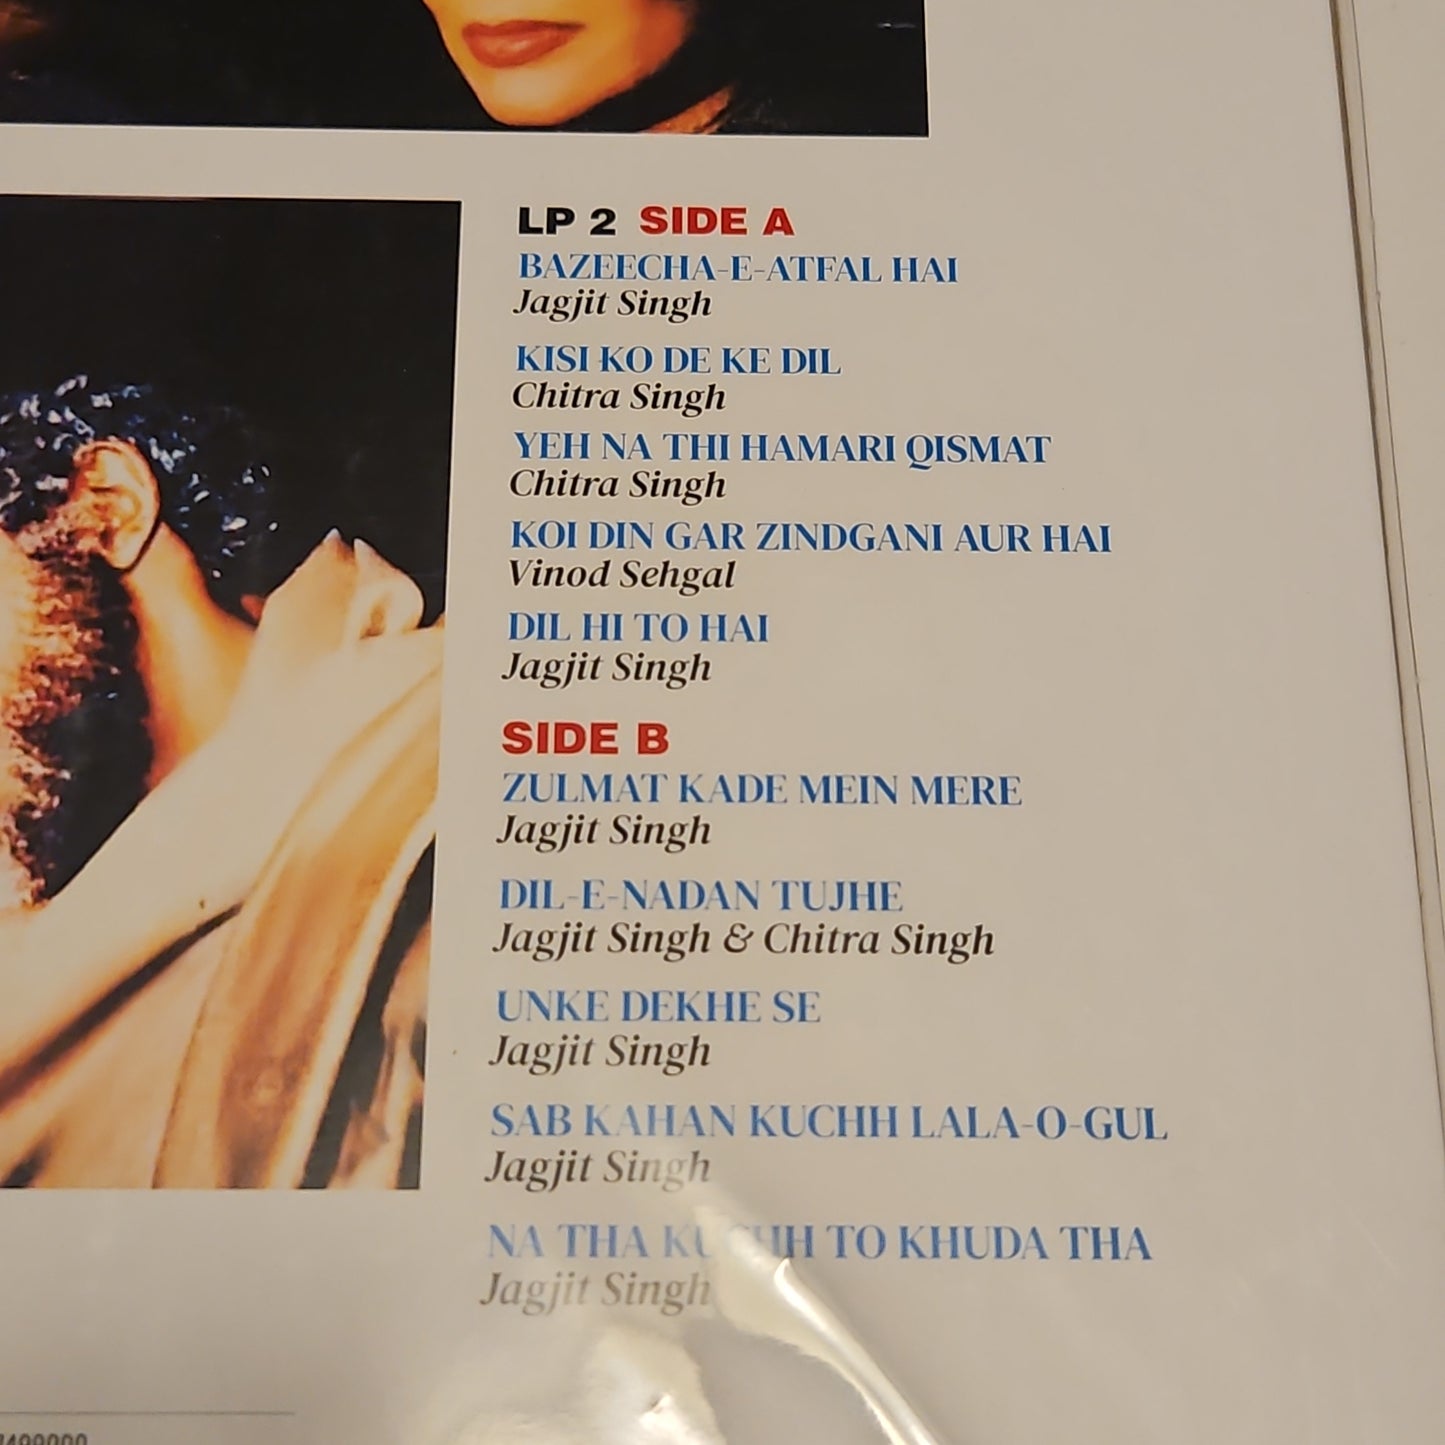 LP 2 SIDE A
BAZEECHA-E-ATFAL HAI
Jagjit Singh
KISI KO DE KE DIL
Chitra Singh
YEH NA THI HAMARI QISMAT
Chitra Singh
KOI DIN GAR ZINDGANI AUR HAI
Vinod Sehgal
DIL HI TO HAI
Jagjit Singh
SIDE B
ZULMAT KADE MEIN MERE
Jagjit Singh
DIL-E-NADAN TUJHE
Jagjit Singh & Chitra Singh
UNKE DEKHE SE
Jagjit Singh
SAB KAHAN KUCHH LALA-O-GUL
Jagjit Singh
NA THA KUCHH TO KHUDA THA
Jagjit Singh